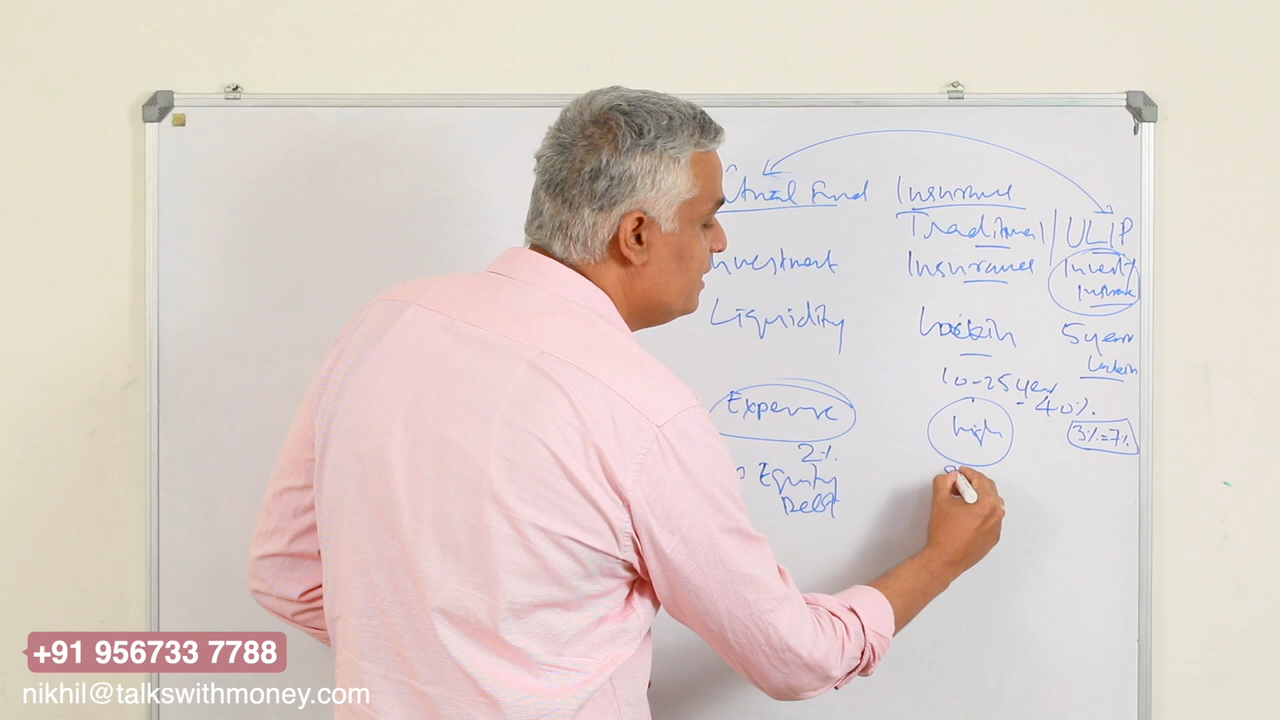 Fund Insurance
Traditional / ULIP
Investment Insurance Invest+
Insurance
Liquidity Lockin 5 year
Lockin
10-25 year
- 40%.
Expense high 3%=7%
2%
Equity
Debt
+91 956733 7788
nikhil@talkswithmoney.com